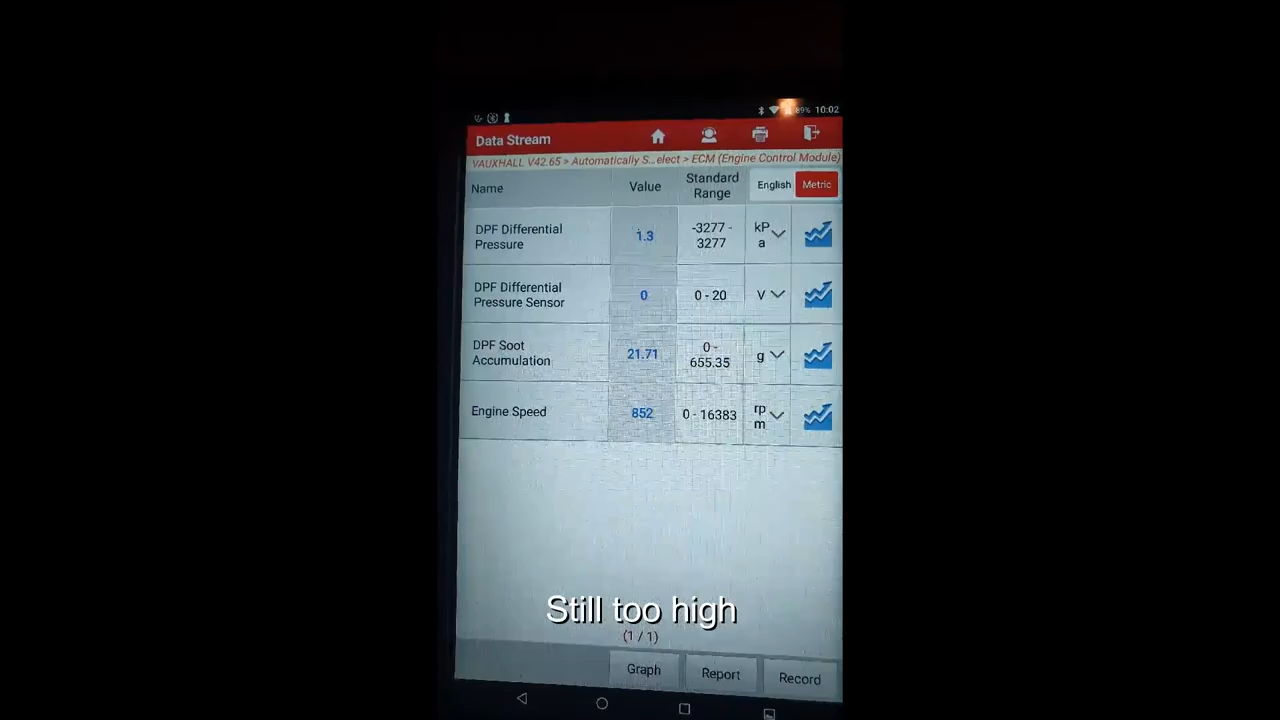 89% 10:02
Data Stream
VAUXHALL V42.65 > Automatically S...elect > ECM (Engine Control Module)
Name Value Standard Range English Metric
DPF Differential Pressure 1.3 -3277 - 3277 kPa
DPF Differential Pressure Sensor 0 0 - 20 V
DPF Soot Accumulation 21.71 0 - 655.35 g
Engine Speed 852 0 - 16383 rpm
Still too high
(1 / 1)
Graph Report Record